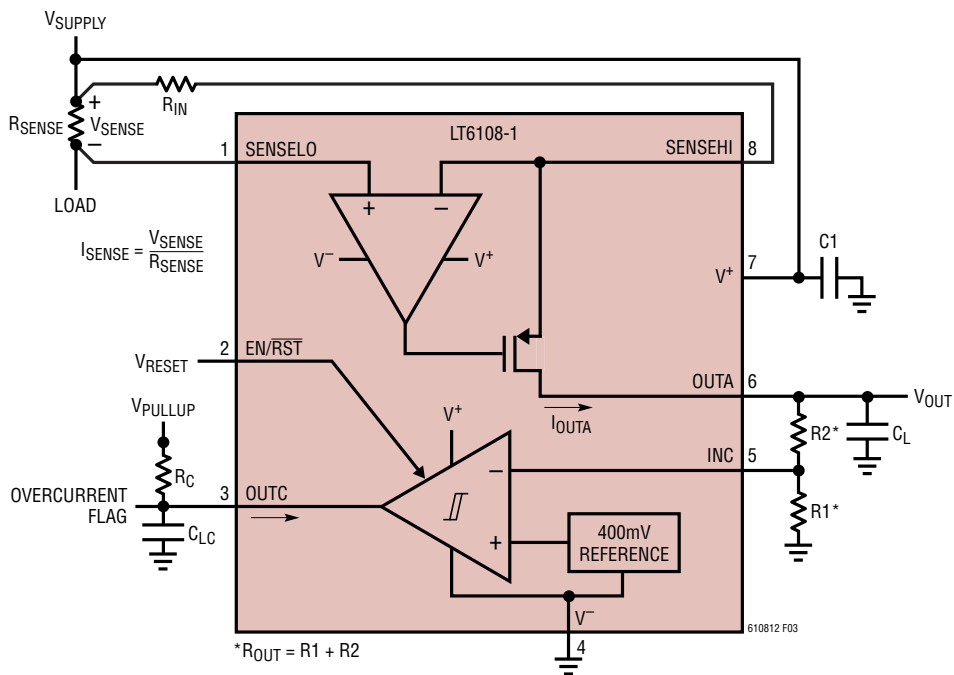 VSUPPLY
RIN
+
RSENSE
VSENSE
–
LT6108-1
1
SENSELO
SENSEHI
8
LOAD
+
–
ISENSE = VSENSE
RSENSE
V–
V+
C1
7
V+
2
EN/RST
VRESET
OUTA
6
VOUT
VPULLUP
IOUTA
R2*
CL
V+
INC
5
RC
–
OVERCURRENT
FLAG
3
OUTC
R1*
CLC
+
400mV
REFERENCE
V–
610812 F03
4
*ROUT = R1 + R2